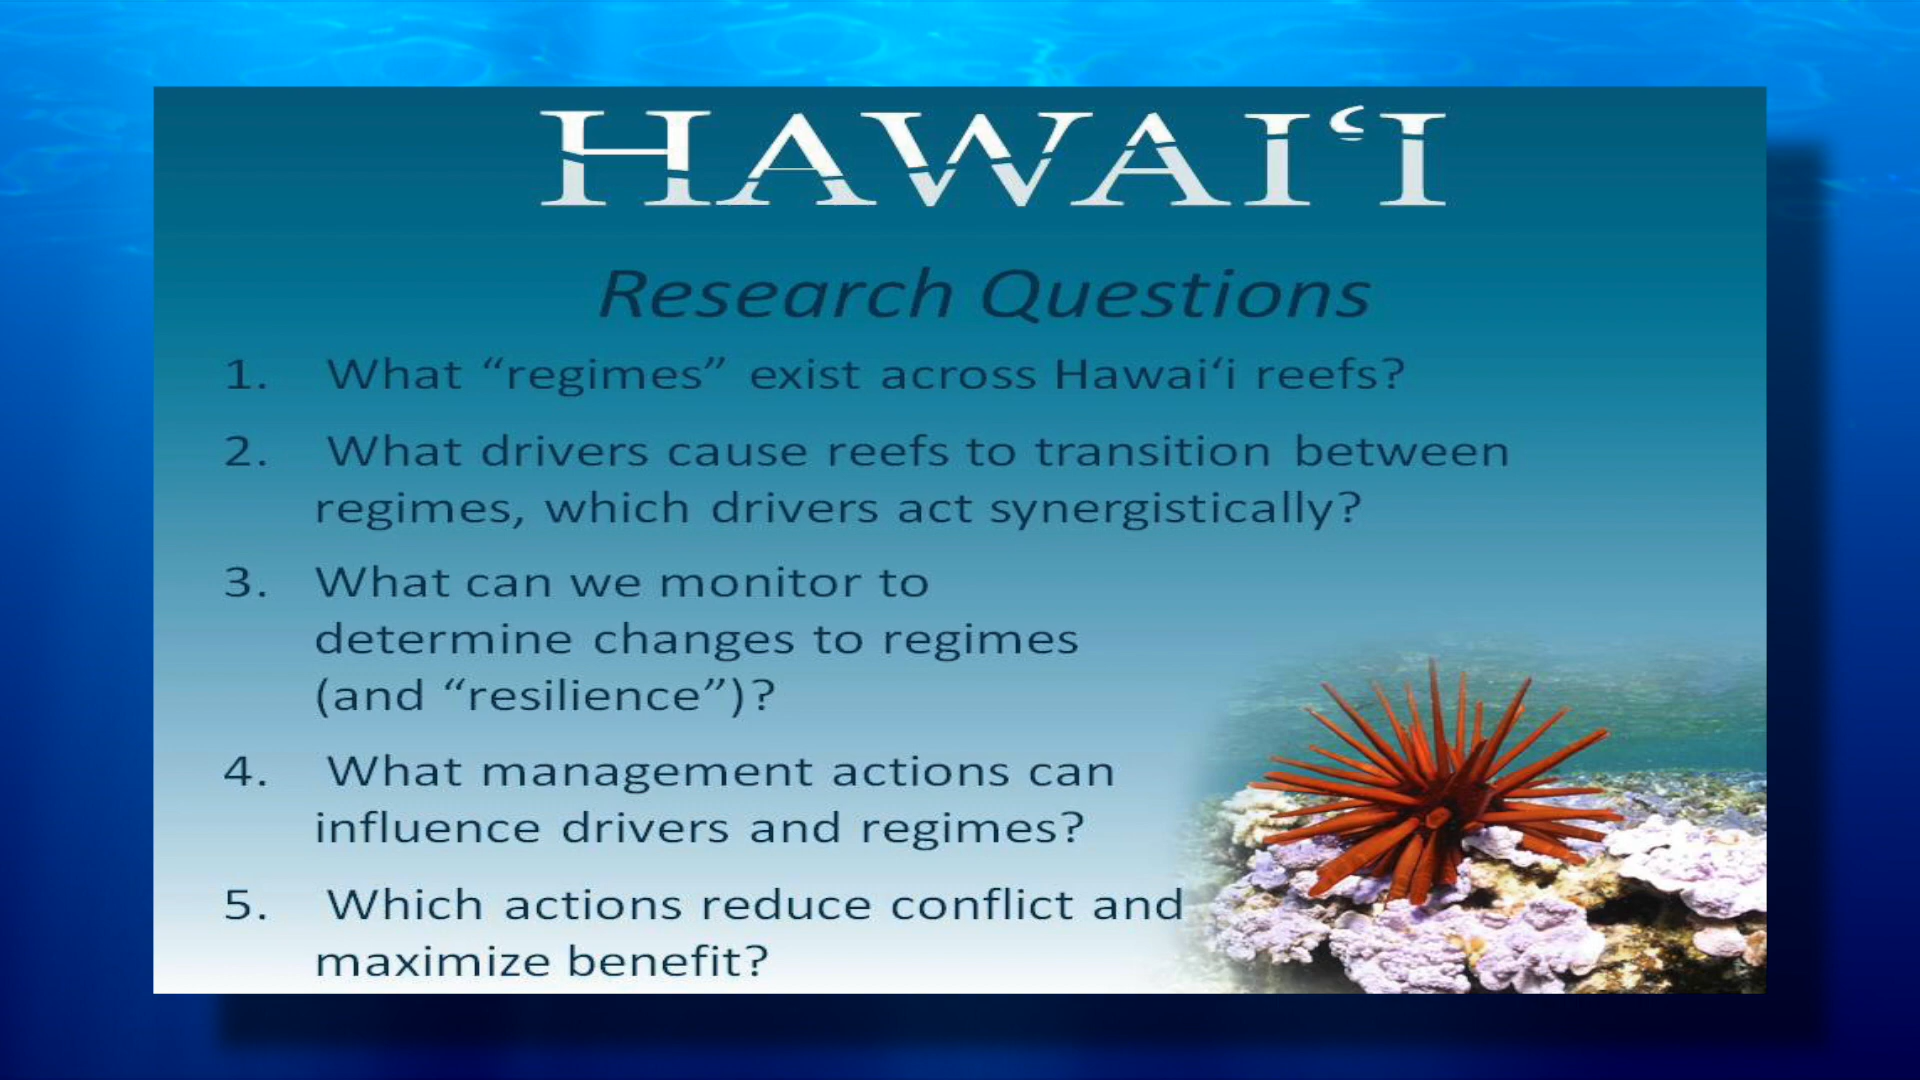 HAWAI‘I
Research Questions
1. What “regimes” exist across Hawai‘i reefs?
2. What drivers cause reefs to transition between
regimes, which drivers act synergistically?
3. What can we monitor to
determine changes to regimes
(and “resilience”)?
4. What management actions can
influence drivers and regimes?
5. Which actions reduce conflict and
maximize benefit?